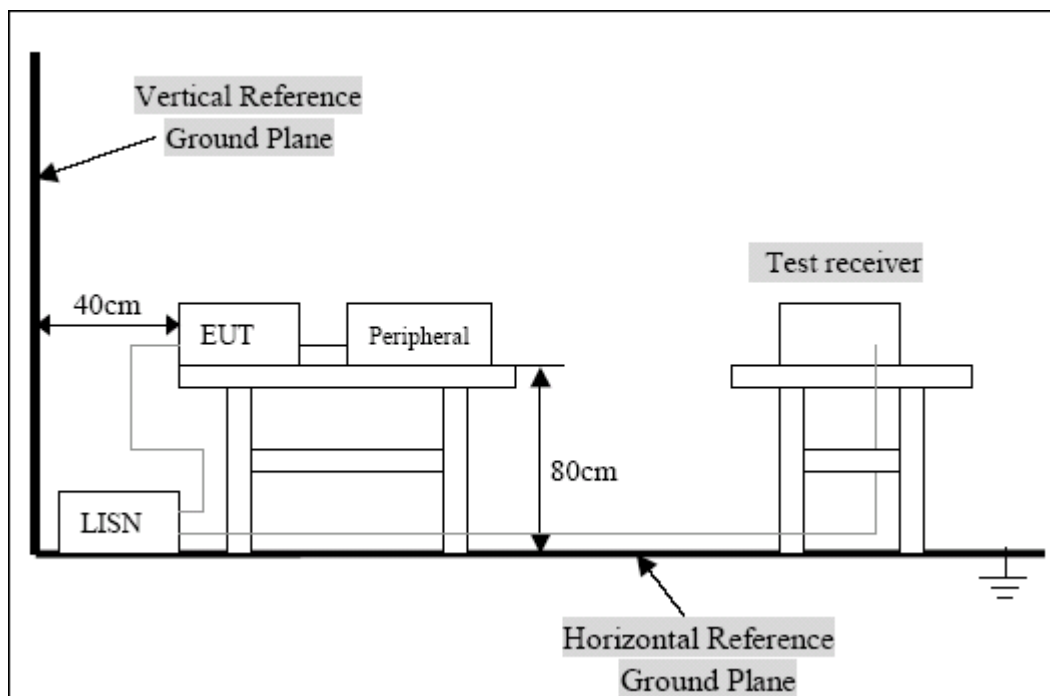 Vertical Reference
Ground Plane
Test receiver
40cm
EUT
Peripheral
80cm
LISN
Horizontal Reference
Ground Plane